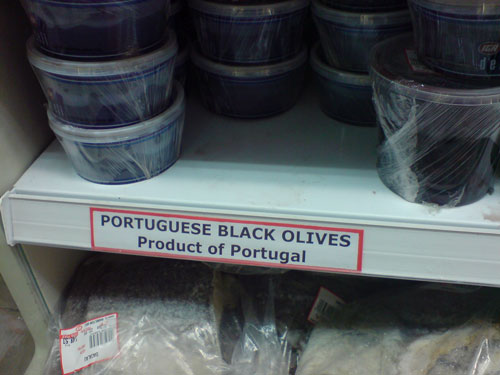 PORTUGUESE BLACK OLIVES
Product of Portugal